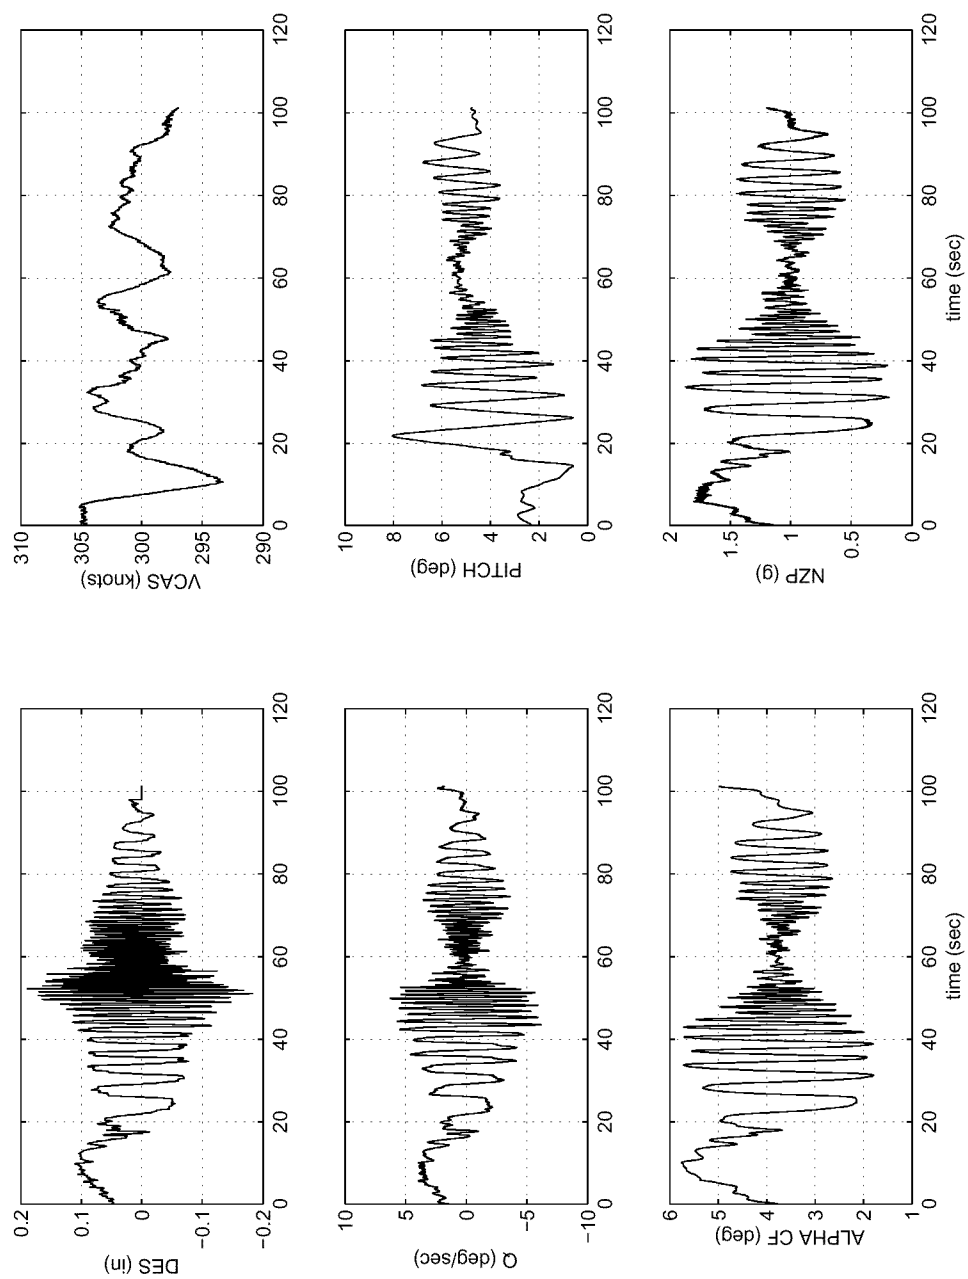 0.2
0.1
0
-0.1
-0.2
DES (in)
0 20 40 60 80 100 120
310
305
300
295
290
VCAS (knots)
0 20 40 60 80 100 120
10
5
0
-5
-10
Q (deg/sec)
0 20 40 60 80 100 120
10
8
6
4
2
0
PITCH (deg)
0 20 40 60 80 100 120
6
5
4
3
2
1
ALPHA CF (deg)
0 20 40 60 80 100 120
time (sec)
2
1.5
1
0.5
0
NZP (g)
0 20 40 60 80 100 120
time (sec)